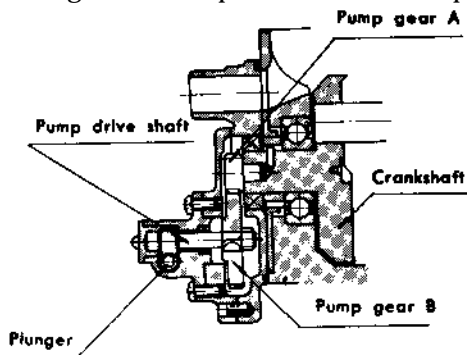 Pump gear A
Pump drive shaft
Crankshaft
Pump gear B
Plunger